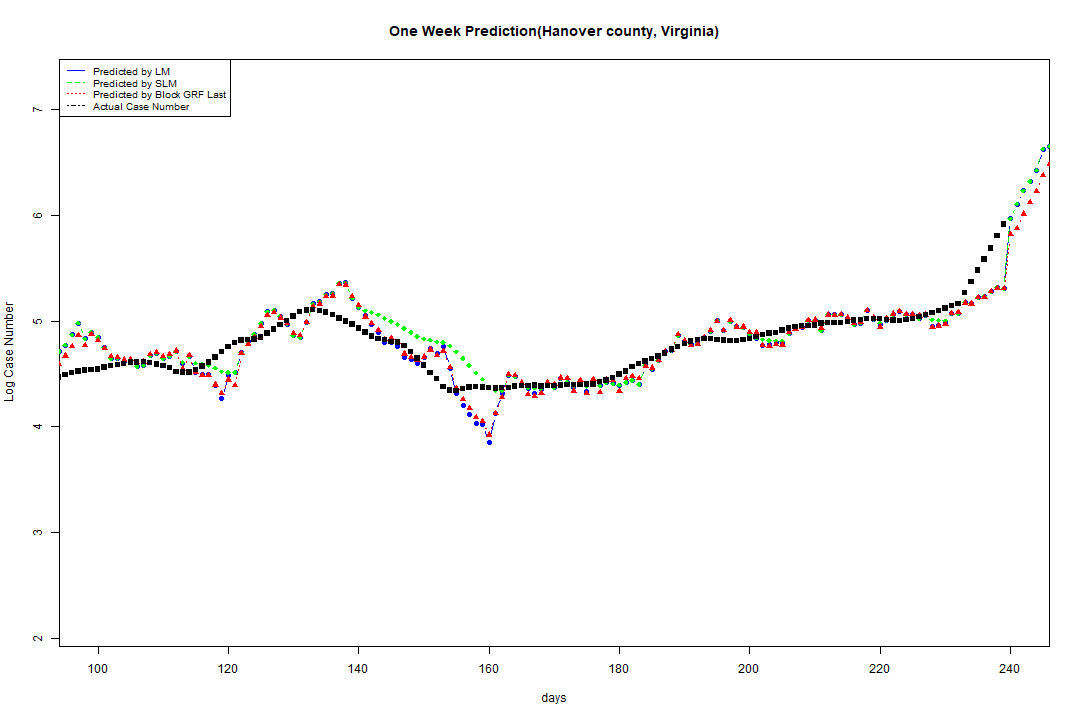 One Week Prediction(Hanover county, Virginia)
Predicted by LM
Predicted by SLM
Predicted by Block GRF Last
Actual Case Number
7
6
5
4
3
2
Log Case Number
100 120 140 160 180 200 220 240
days